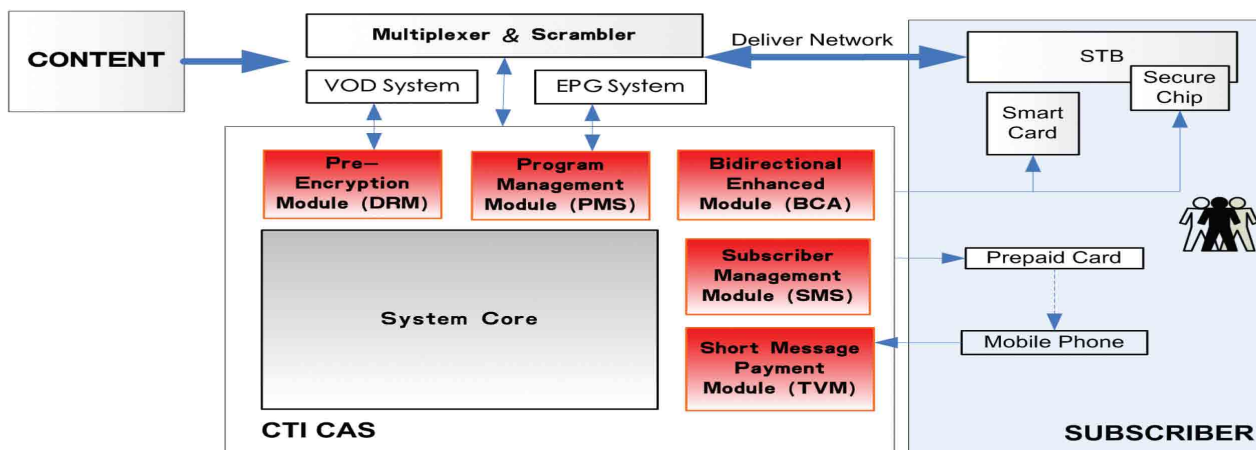 CONTENT
Multiplexer & Scrambler
Deliver Network
STB
Secure
Chip
VOD System
EPG System
Smart
Card
Pre-
Encryption
Module (DRM)
Program
Management
Module (PMS)
Bidirectional
Enhanced
Module (BCA)
System Core
Subscriber
Management
Module (SMS)
Prepaid Card
Short Message
Payment
Module (TVM)
Mobile Phone
CTI CAS
SUBSCRIBER